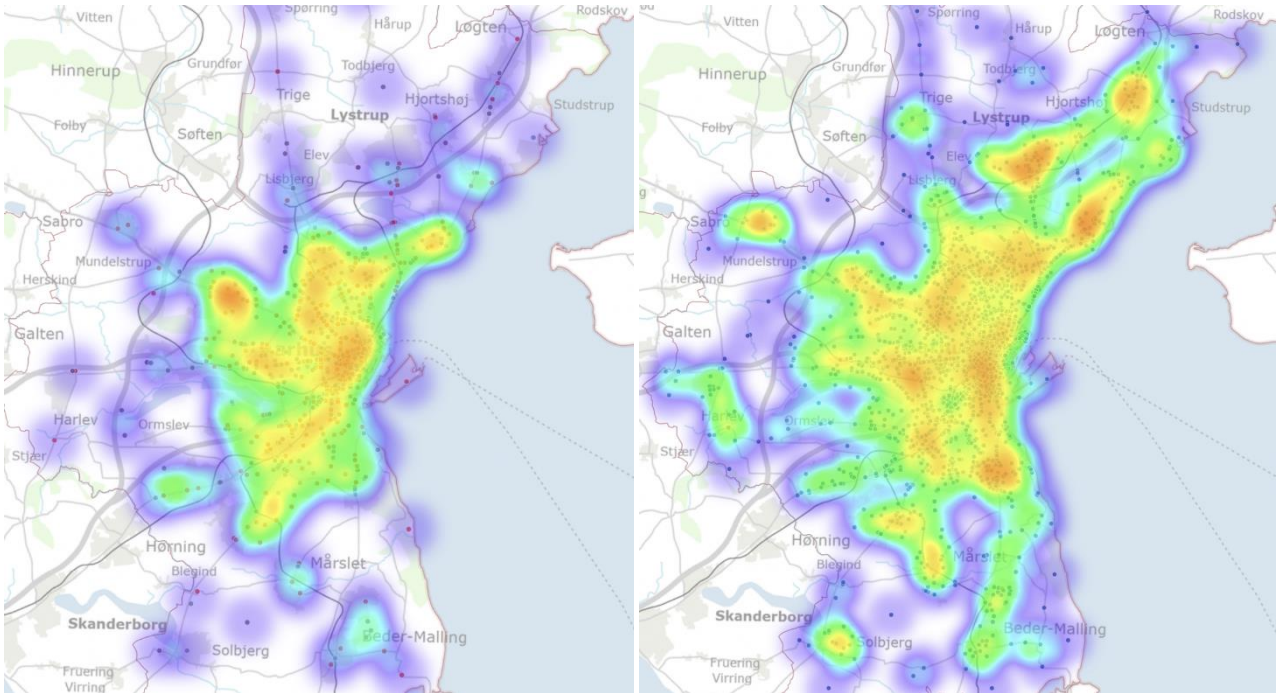 Vitten
Spørring
Hårup
Løgten
Rodskov
Hinnerup
Grundfør
Todbjerg
Trige
Hjortshøj
Studstrup
Lystrup
Folby
Søften
Elev
Lisbjerg
Sabro
Mundelstrup
Herskind
Galten
Harlev
Ormslev
Stjær
Hørning
Mårslet
Blegind
Skanderborg
Beder-Malling
Solbjerg
Fruering
Virring
Vitten
Spørring
Hårup
Løgten
Rodskov
Hinnerup
Grundfør
Todbjerg
Trige
Hjortshøj
Studstrup
Lystrup
Folby
Søften
Elev
Lisbjerg
Sabro
Mundelstrup
Herskind
Galten
Harlev
Ormslev
Stjær
Hørning
Mårslet
Blegind
Skanderborg
Beder-Malling
Solbjerg
Fruering
Virring